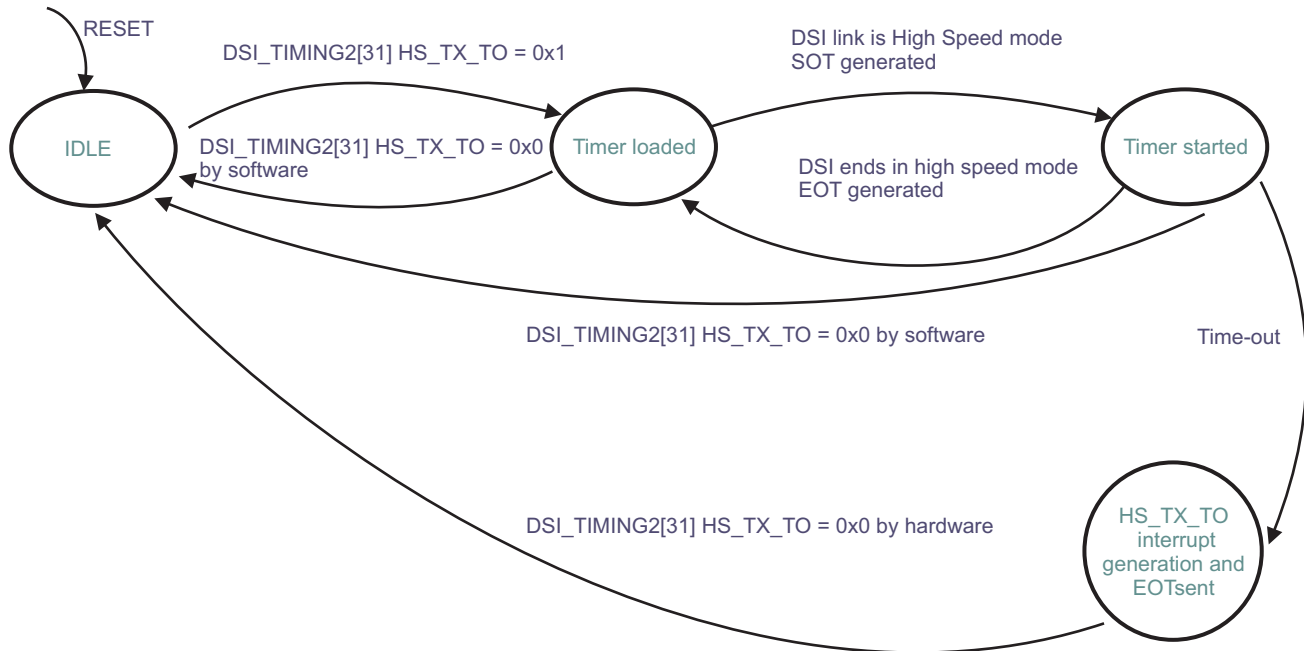 RESET
DSI_TIMING2[31] HS_TX_TO = 0x1
DSI link is High Speed mode
SOT generated
IDLE
DSI_TIMING2[31] HS_TX_TO = 0x0
by software
Timer loaded
DSI ends in high speed mode
EOT generated
Timer started
DSI_TIMING2[31] HS_TX_TO = 0x0 by software
Time-out
DSI_TIMING2[31] HS_TX_TO = 0x0 by hardware
HS_TX_TO
interrupt
generation and
EOTsent